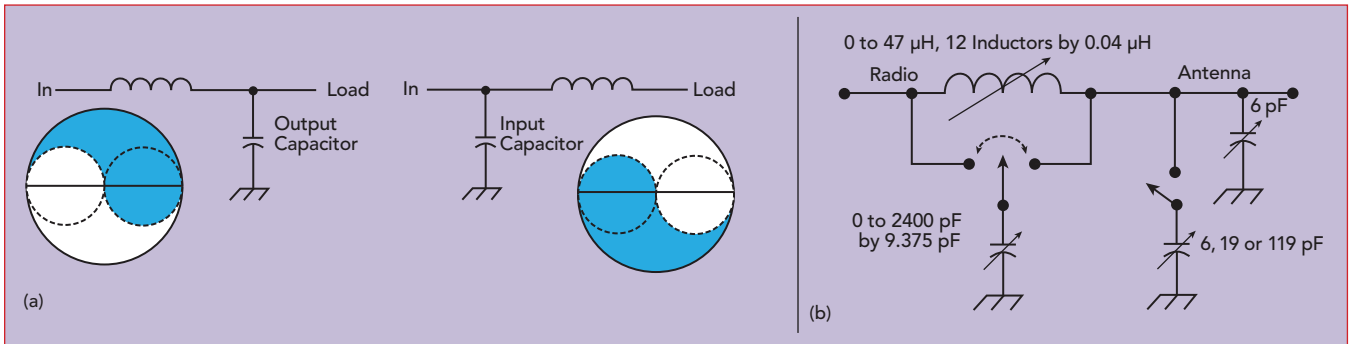 In
Load
Output
Capacitor
In
Load
Input
Capacitor
(a)
0 to 47 µH, 12 Inductors by 0.04 µH
Radio
Antenna
6 pF
0 to 2400 pF
by 9.375 pF
6, 19 or 119 pF
(b)